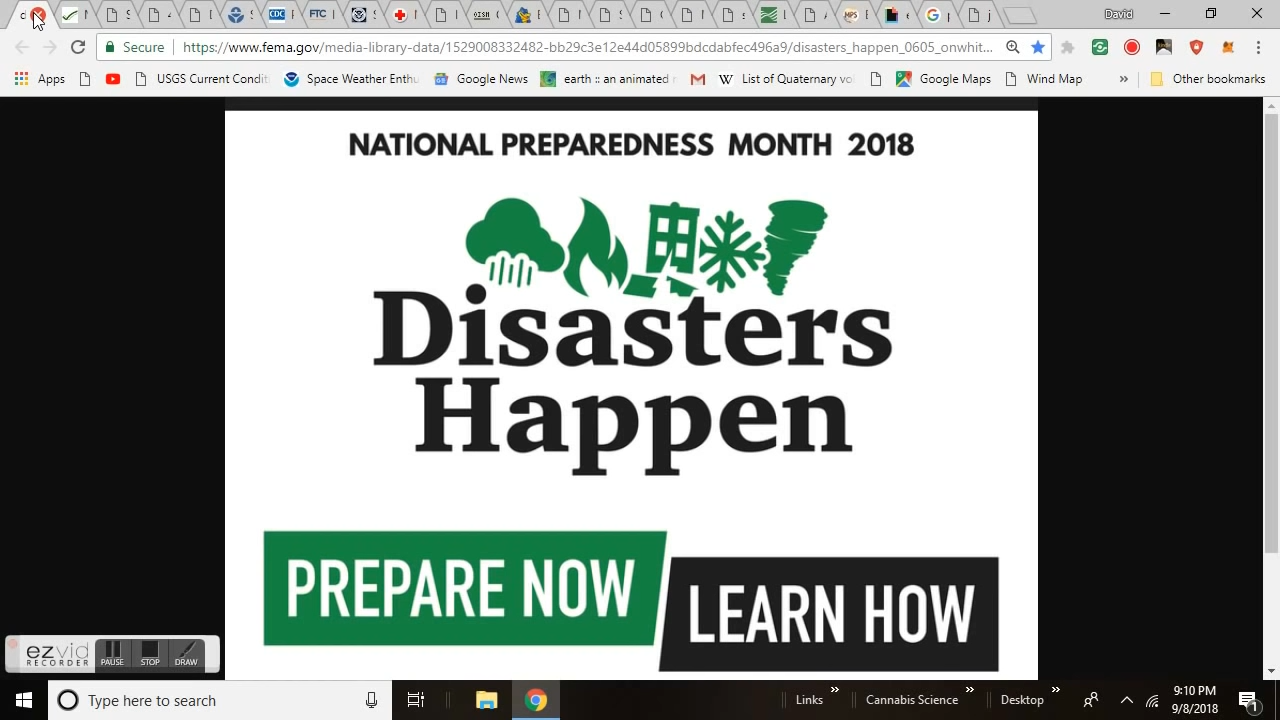 David
Secure
https://www.fema.gov/media-library-data/
Apps
USGS Current Condit
Space Weather Enthu
Google News
earth :: an animated
List of Quaternary vo
Google Maps
Wind Map
»
Other bookmarks
NATIONAL PREPAREDNESS MONTH 2018
Disasters
Happen
PREPARE NOW
LEARN HOW
ezvid
RECORDER
PAUSE
STOP
DRAW
Type here to search
Links
Cannabis Science
Desktop
9:10 PM
9/8/2018